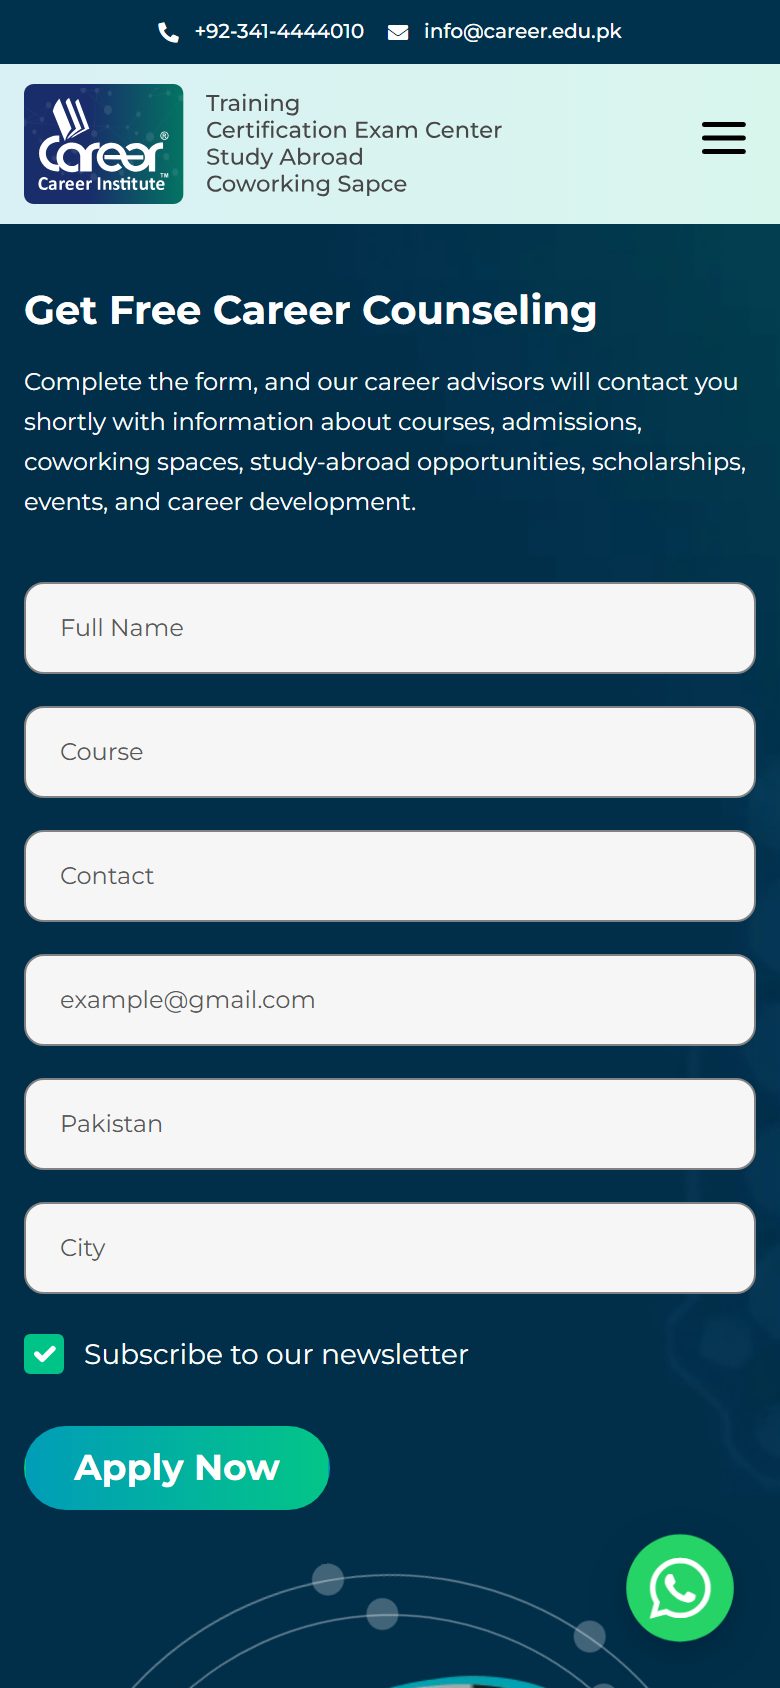 +92-341-4444010 info@career.edu.pk
Career®
Career Institute™
Training
Certification Exam Center
Study Abroad
Coworking Sapce
Get Free Career Counseling
Complete the form, and our career advisors will contact you
shortly with information about courses, admissions,
coworking spaces, study-abroad opportunities, scholarships,
events, and career development.
Full Name
Course
Contact
example@gmail.com
Pakistan
City
Subscribe to our newsletter
Apply Now